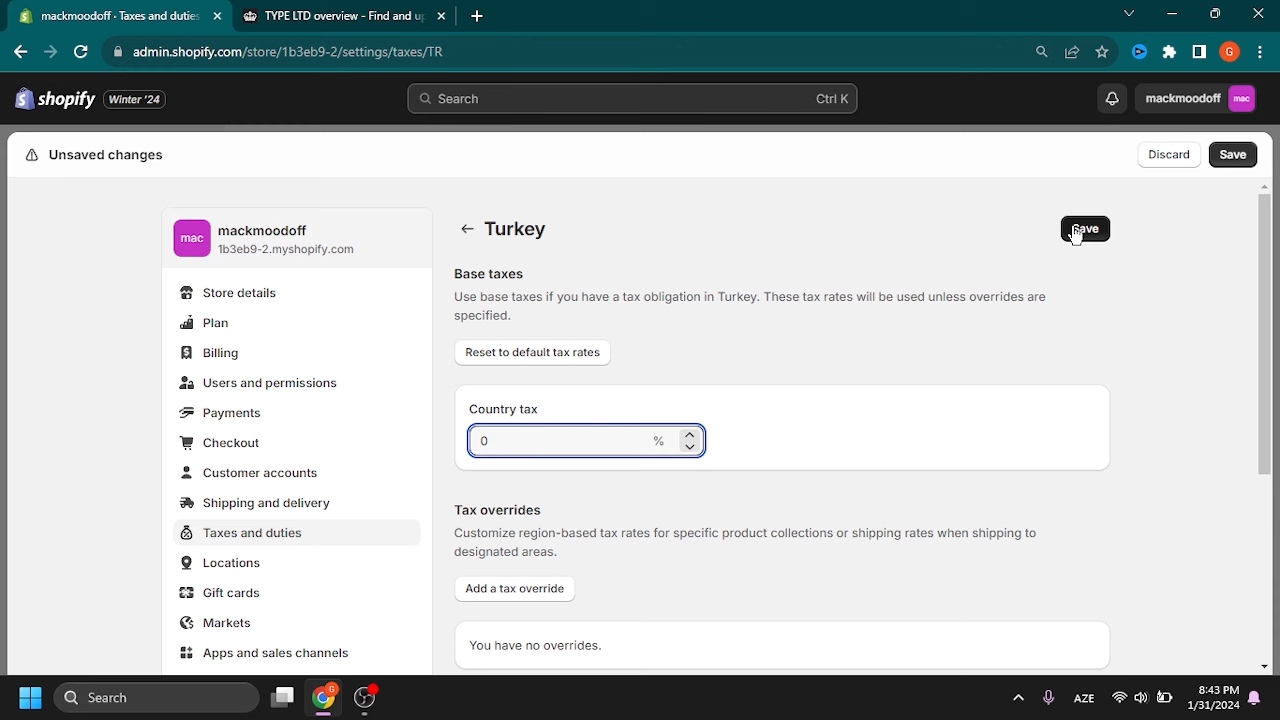 mackmoodoff · Taxes and duties
TYPE LTD overview - Find and up
admin.shopify.com/store/1b3eb9-2/settings/taxes/TR
G
shopify
Winter '24
Search
Ctrl K
mackmoodoff
mac
Unsaved changes
Discard
Save
mac
mackmoodoff
1b3eb9-2.myshopify.com
Store details
Plan
Billing
Users and permissions
Payments
Checkout
Customer accounts
Shipping and delivery
Taxes and duties
Locations
Gift cards
Markets
Apps and sales channels
Turkey
Save
Base taxes
Use base taxes if you have a tax obligation in Turkey. These tax rates will be used unless overrides are
specified.
Reset to default tax rates
Country tax
0 %
Tax overrides
Customize region-based tax rates for specific product collections or shipping rates when shipping to
designated areas.
Add a tax override
You have no overrides.
Search
G
AZE
8:43 PM
1/31/2024